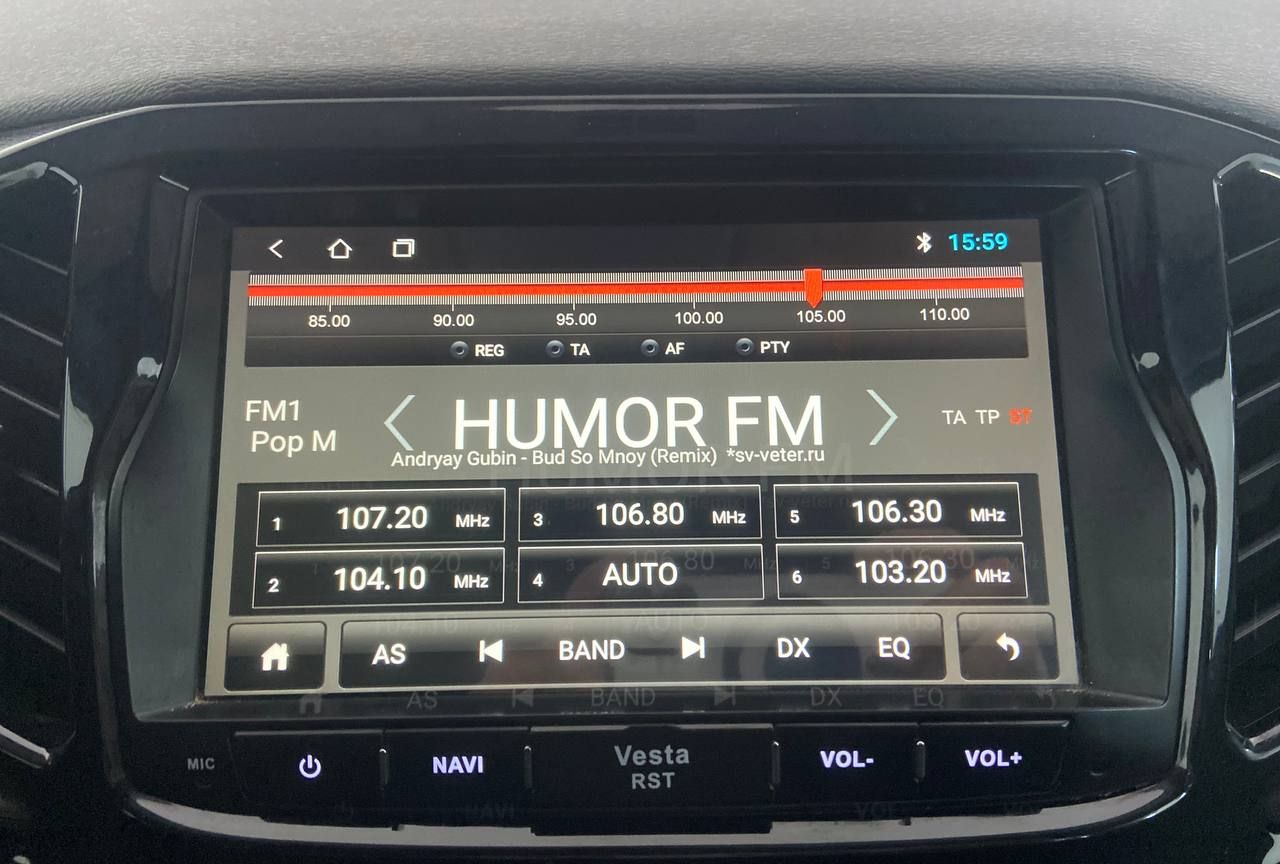 15:59
85.00 90.00 95.00 100.00 105.00 110.00
REG TA AF PTY
FM1
Pop M
HUMOR FM
Andryay Gubin - Bud So Mnoy (Remix) *sv-veter.ru
TA TP ST
1 107.20 MHz 3 106.80 MHz 5 106.30 MHz
2 104.10 MHz 4 AUTO 6 103.20 MHz
AS BAND DX EQ
MIC NAVI Vesta VOL- VOL+
RST